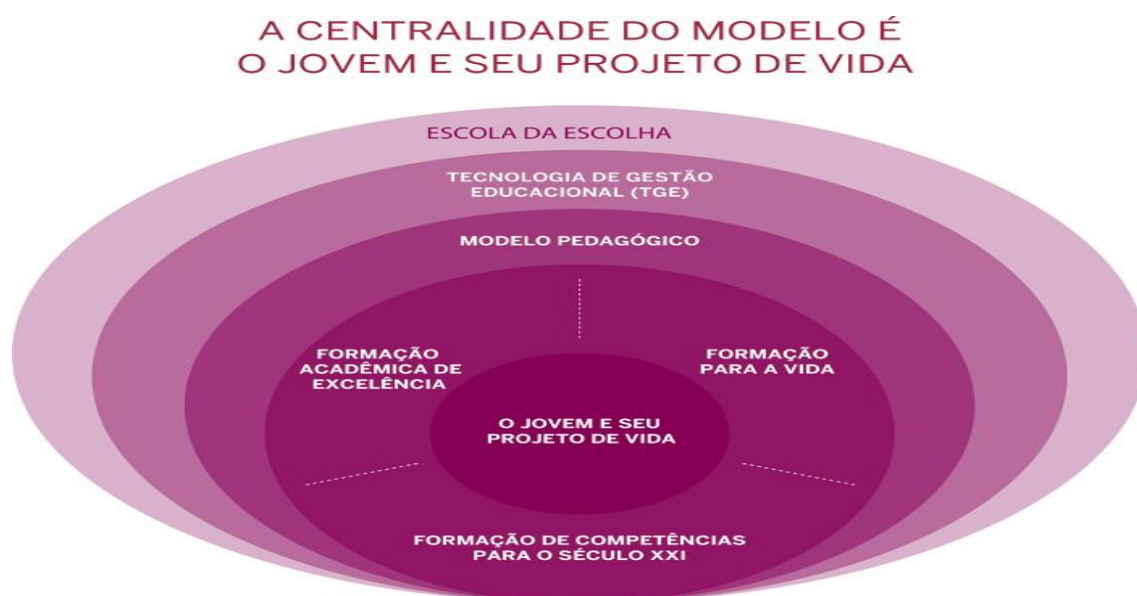 A CENTRALIDADE DO MODELO É
O JOVEM E SEU PROJETO DE VIDA
ESCOLA DA ESCOLHA
TECNOLOGIA DE GESTÃO
EDUCACIONAL (TGE)
MODELO PEDAGÓGICO
FORMAÇÃO
ACADÊMICA DE
EXCELÊNCIA
FORMAÇÃO
PARA A VIDA
O JOVEM E SEU
PROJETO DE VIDA
FORMAÇÃO DE COMPETÊNCIAS
PARA O SÉCULO XXI